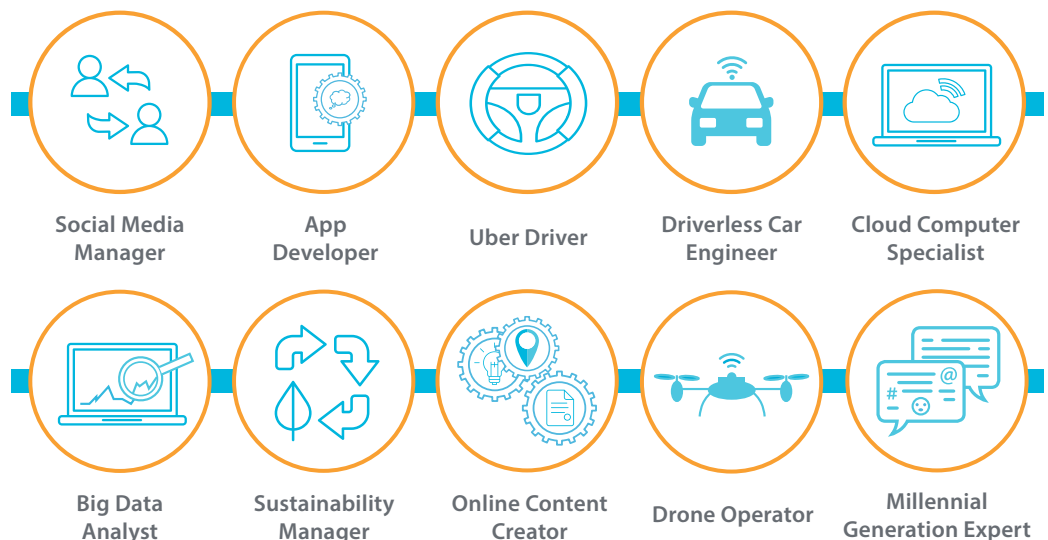 Social Media
Manager
App
Developer
Uber Driver
Driverless Car
Engineer
Cloud Computer
Specialist
#
@
Big Data
Analyst
Sustainability
Manager
Online Content
Creator
Drone Operator
Millennial
Generation Expert